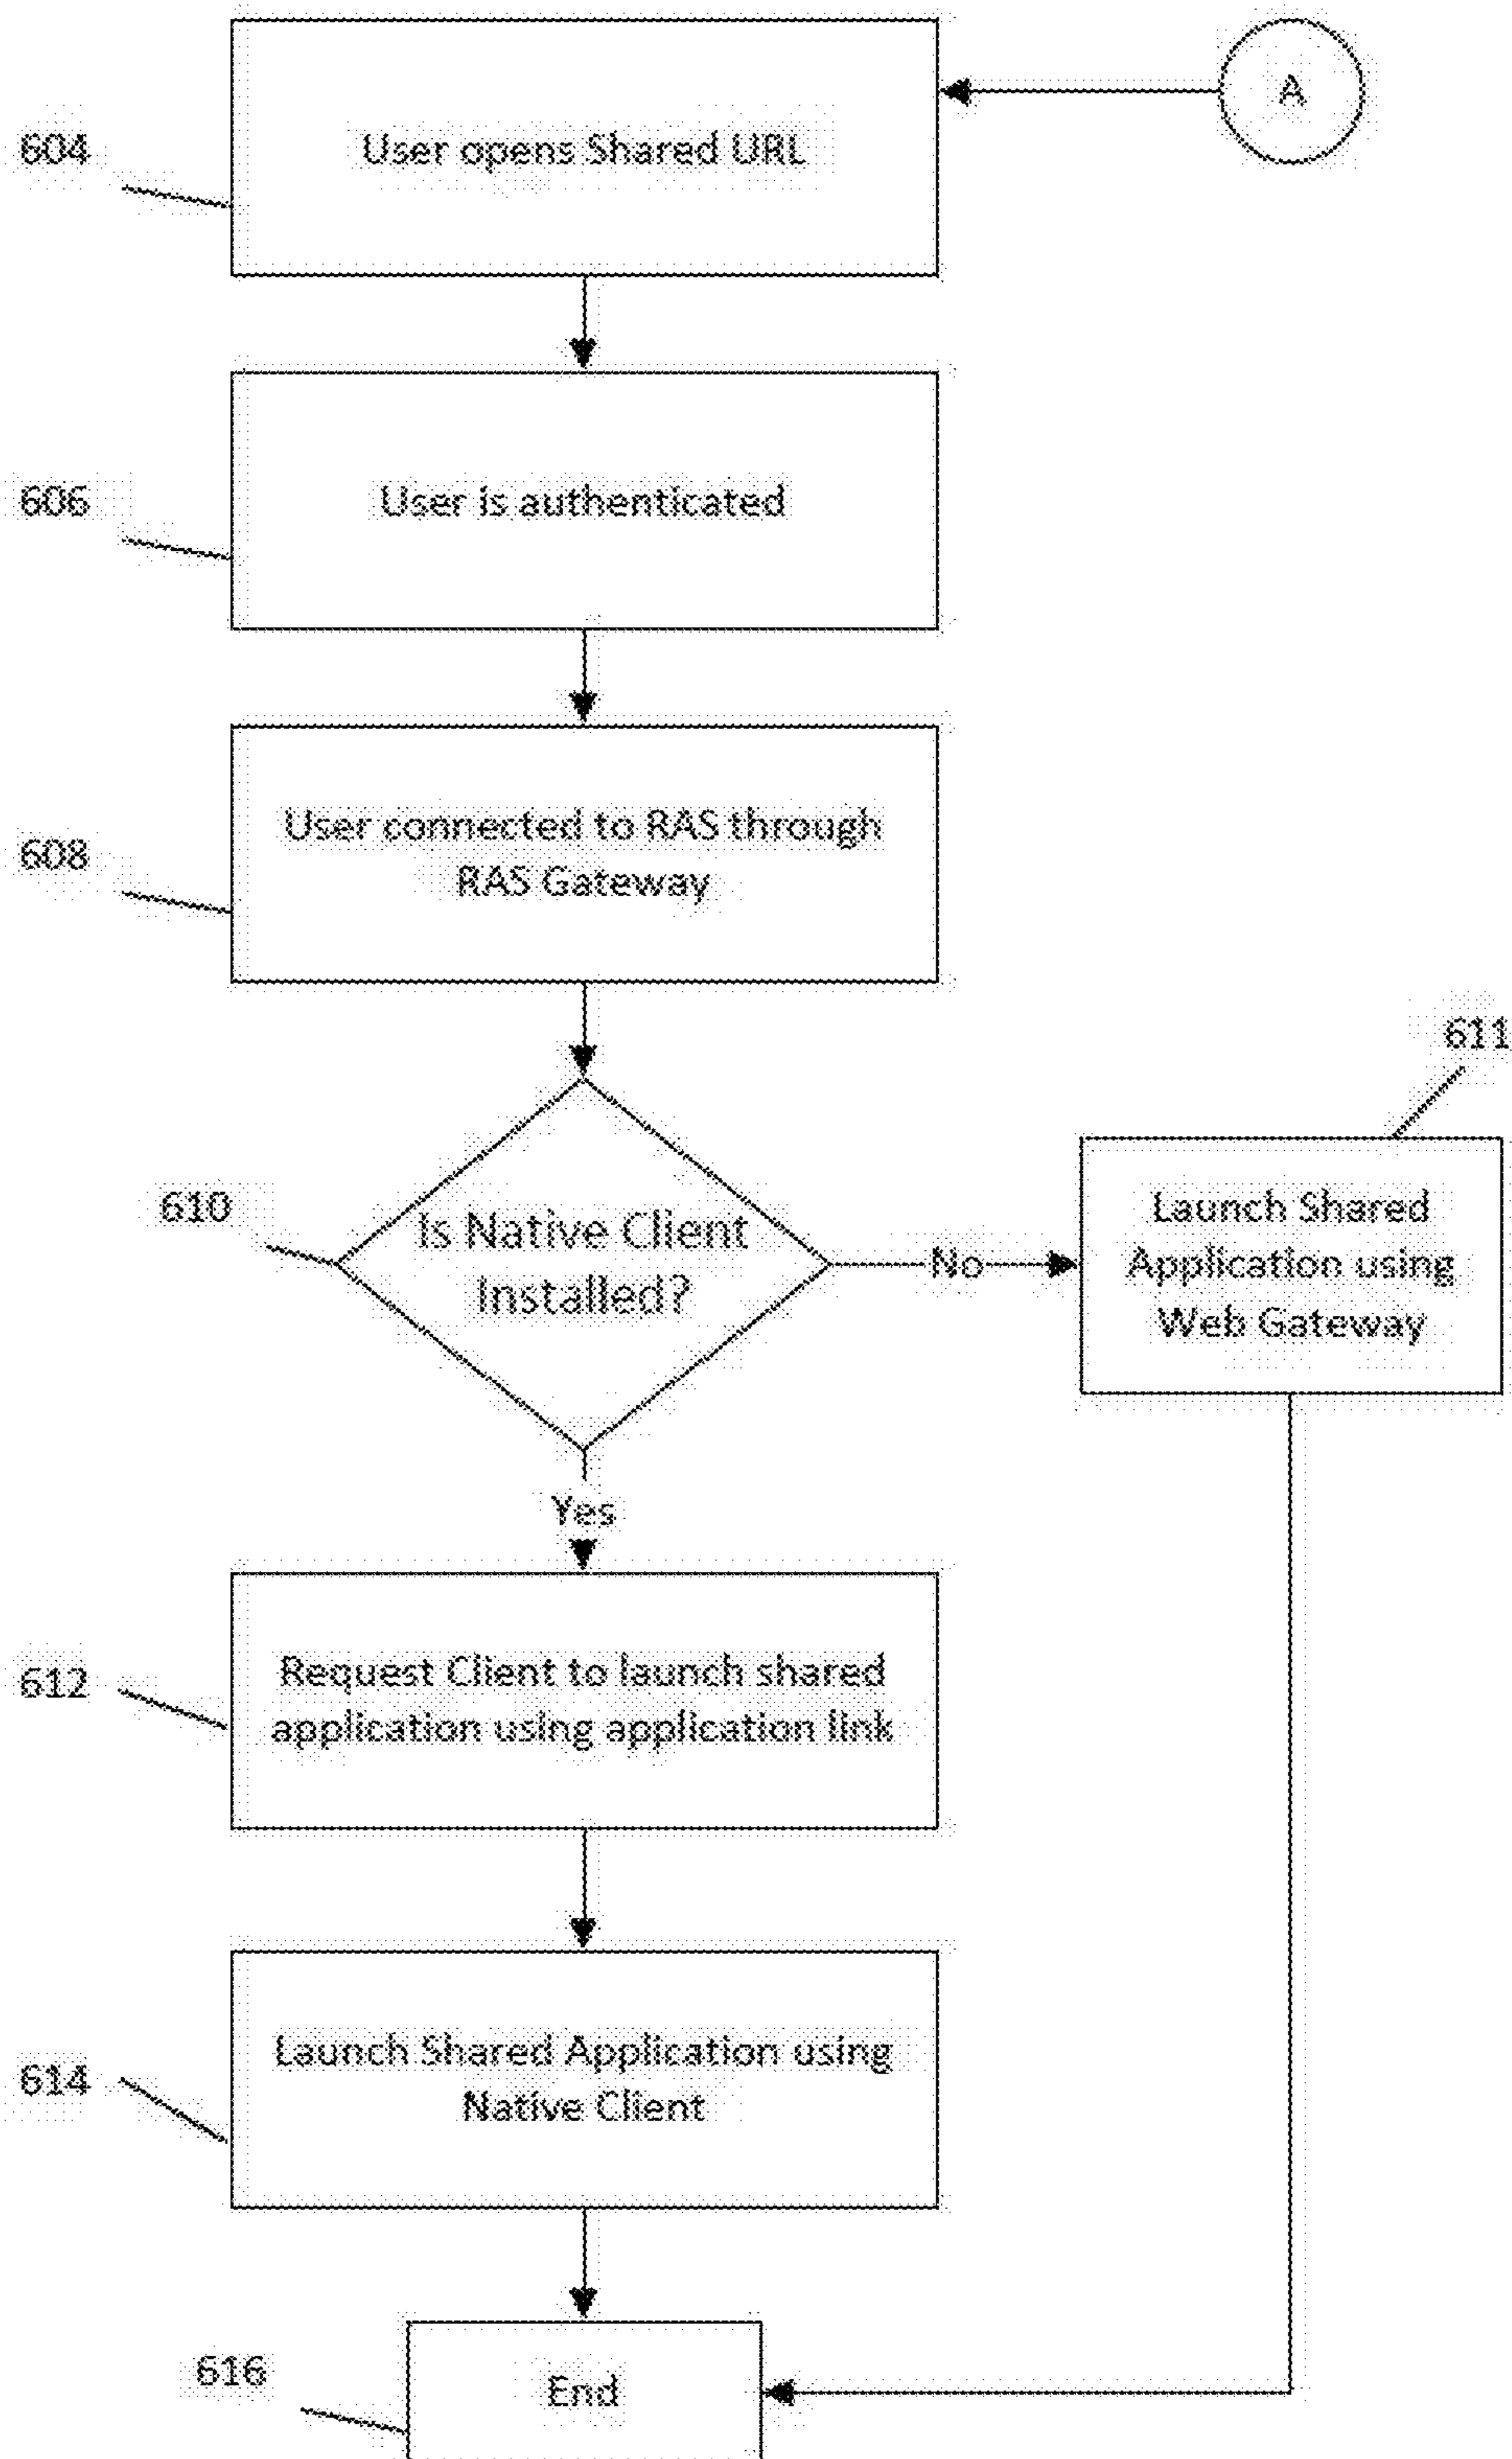 A
604
User opens Shared URL
606
User is authenticated
608
User connected to RAS through
RAS Gateway
611
610
Is Native Client
Installed?
No
Launch Shared
Application using
Web Gateway
Yes
612
Request Client to launch shared
application using application link
614
Launch Shared Application using
Native Client
616
End